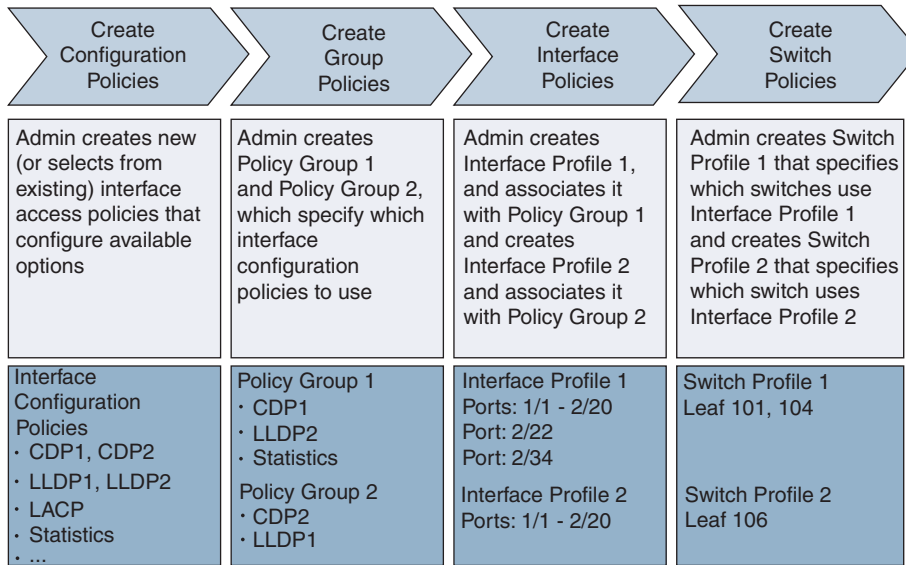 Create
Configuration
Policies
Create
Group
Policies
Create
Interface
Policies
Create
Switch
Policies
Admin creates new
(or selects from
existing) interface
access policies that
configure available
options
Admin creates
Policy Group 1
and Policy Group 2,
which specify which
interface
configuration
policies to use
Admin creates
Interface Profile 1,
and associates it
with Policy Group 1
and creates
Interface Profile 2
and associates it
with Policy Group 2
Admin creates Switch
Profile 1 that specifies
which switches use
Interface Profile 1
and creates Switch
Profile 2 that specifies
which switch uses
Interface Profile 2
Interface
Configuration
Policies
· CDP1, CDP2
· LLDP1, LLDP2
· LACP
· Statistics
· ...
Policy Group 1
· CDP1
· LLDP2
· Statistics
Policy Group 2
· CDP2
· LLDP1
Interface Profile 1
Ports: 1/1 - 2/20
Port: 2/22
Port: 2/34
Interface Profile 2
Ports: 1/1 - 2/20
Switch Profile 1
Leaf 101, 104
Switch Profile 2
Leaf 106